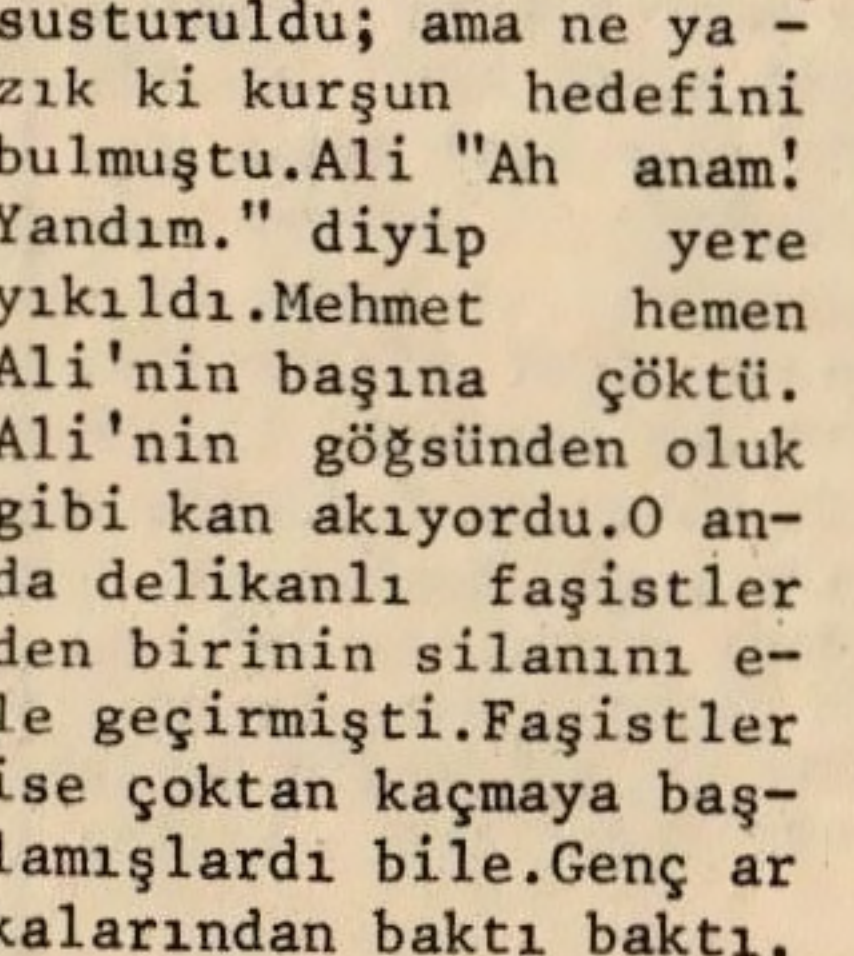 susturuldu; ama ne ya -
zık ki kurşun hedefini
bulmuştu.Ali "Ah anam!
Yandım." diyip yere
yıkıldı.Mehmet hemen
Ali'nin başına çöktü.
Ali'nin göğsünden oluk
gibi kan akıyordu.O an-
da delikanlı faşistler
den birinin silanını e-
le geçirmişti.Faşistler
ise çoktan kaçmaya baş-
lamışlardı bile.Genç ar
kalarından baktı baktı.